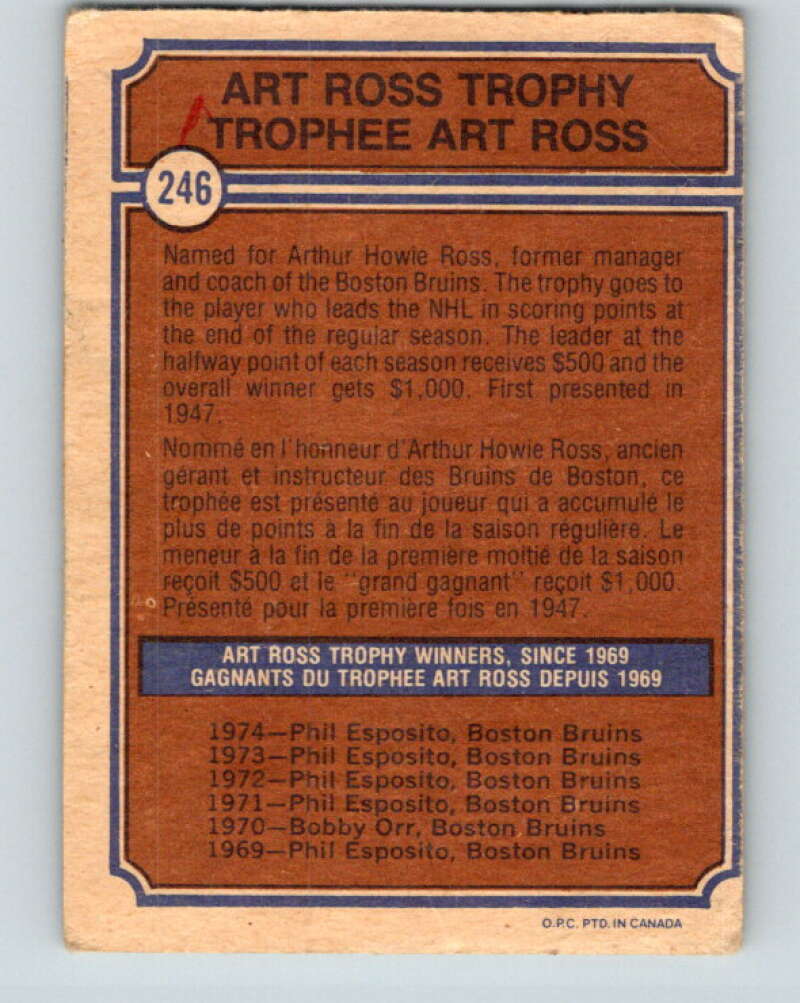 ART ROSS TROPHY
TROPHEE ART ROSS
246
Named for Arthur Howie Ross, former manager
and coach of the Boston Bruins. The trophy goes to
the player who leads the NHL in scoring points at
the end of the regular season. The leader at the
halfway point of each season receives $500 and the
overall winner gets $1,000. First presented in
1947.
Nommé en l'honneur d'Arthur Howie Ross, ancien
gérant et instructeur des Bruins de Boston, ce
trophée est présenté au joueur qui a accumulé le
plus de points à la fin de la saison régulière. Le
meneur à la fin de la première moitié de la saison
reçoit $500 et le "grand gagnant" reçoit $1,000.
Présenté pour la première fois en 1947.
ART ROSS TROPHY WINNERS, SINCE 1969
GAGNANTS DU TROPHEE ART ROSS DEPUIS 1969
1974—Phil Esposito, Boston Bruins
1973—Phil Esposito, Boston Bruins
1972—Phil Esposito, Boston Bruins
1971—Phil Esposito, Boston Bruins
1970—Bobby Orr, Boston Bruins
1969—Phil Esposito, Boston Bruins
O.P.C. PTD. IN CANADA